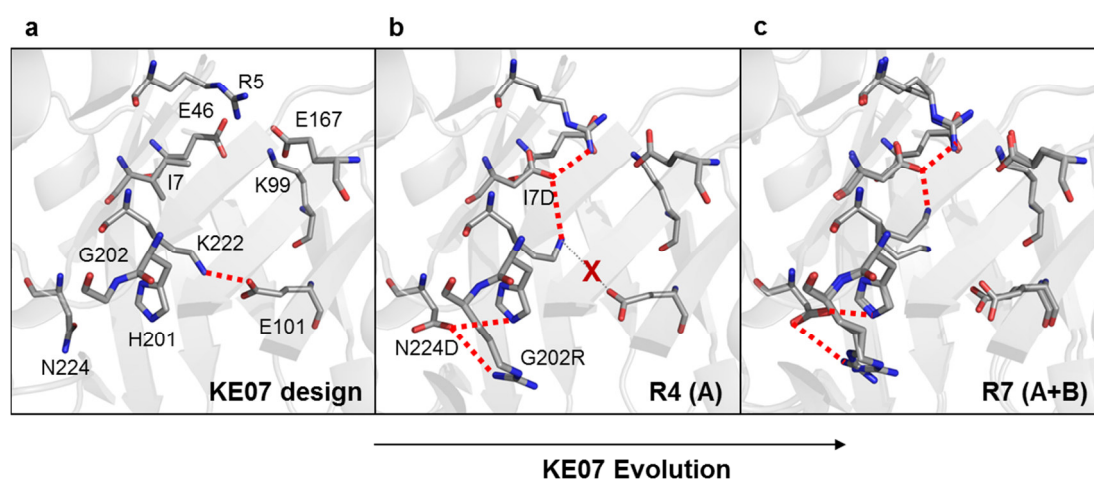 a
b
c
R5
E46
E167
I7
K99
K222
G202
H201
E101
N224
KE07 design
I7D
X
N224D
G202R
R4 (A)
R7 (A+B)
KE07 Evolution